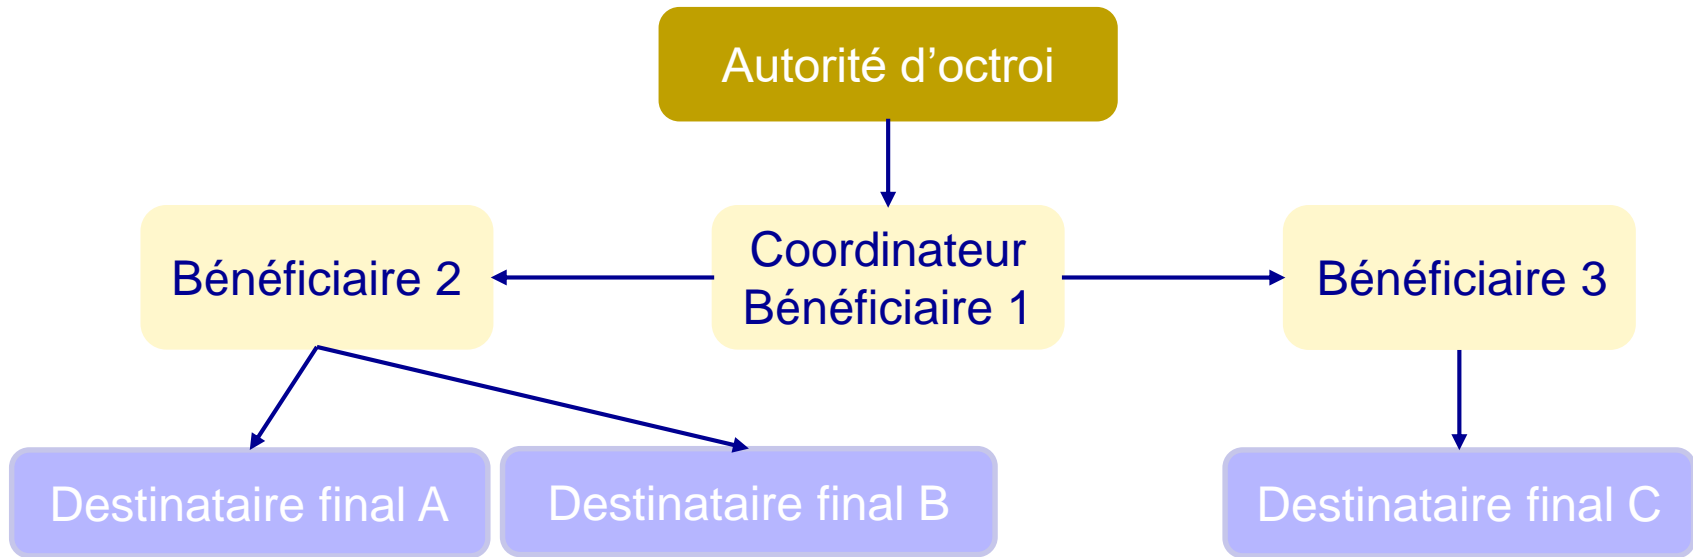 Autorité d’octroi
Bénéficiaire 2
Coordinateur
Bénéficiaire 1
Bénéficiaire 3
Destinataire final A
Destinataire final B
Destinataire final C